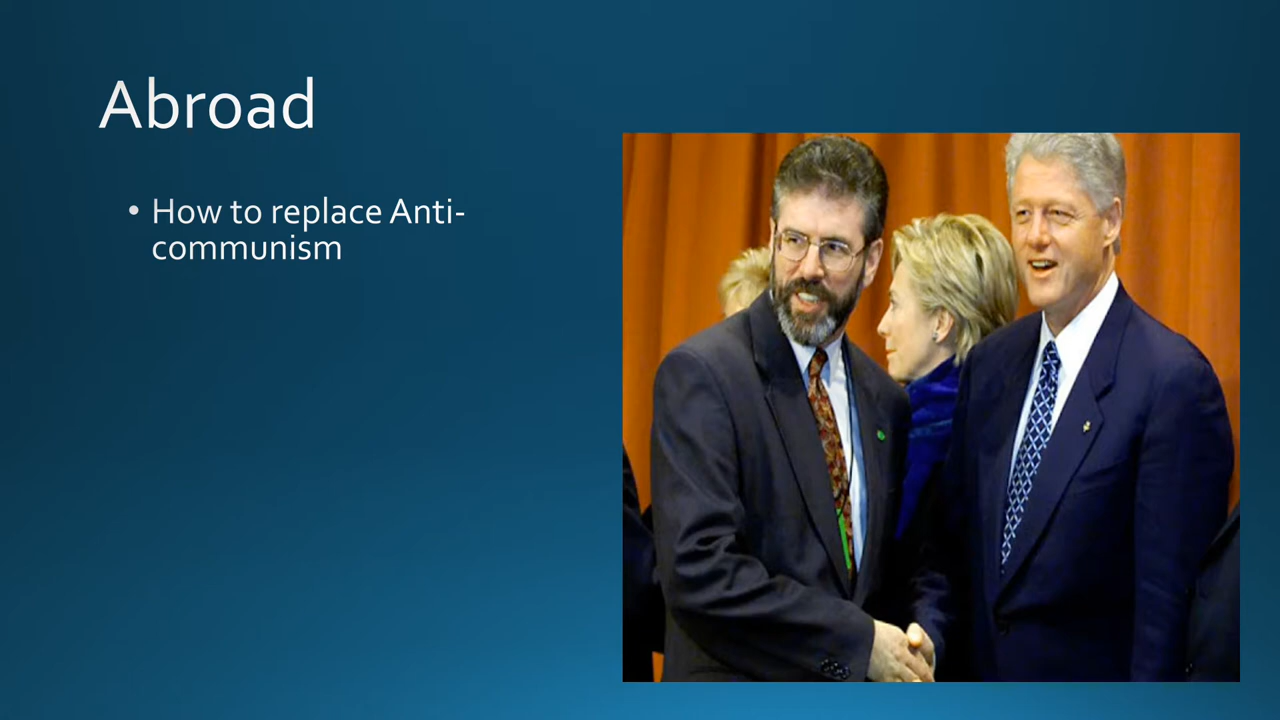 Abroad
• How to replace Anti-
communism